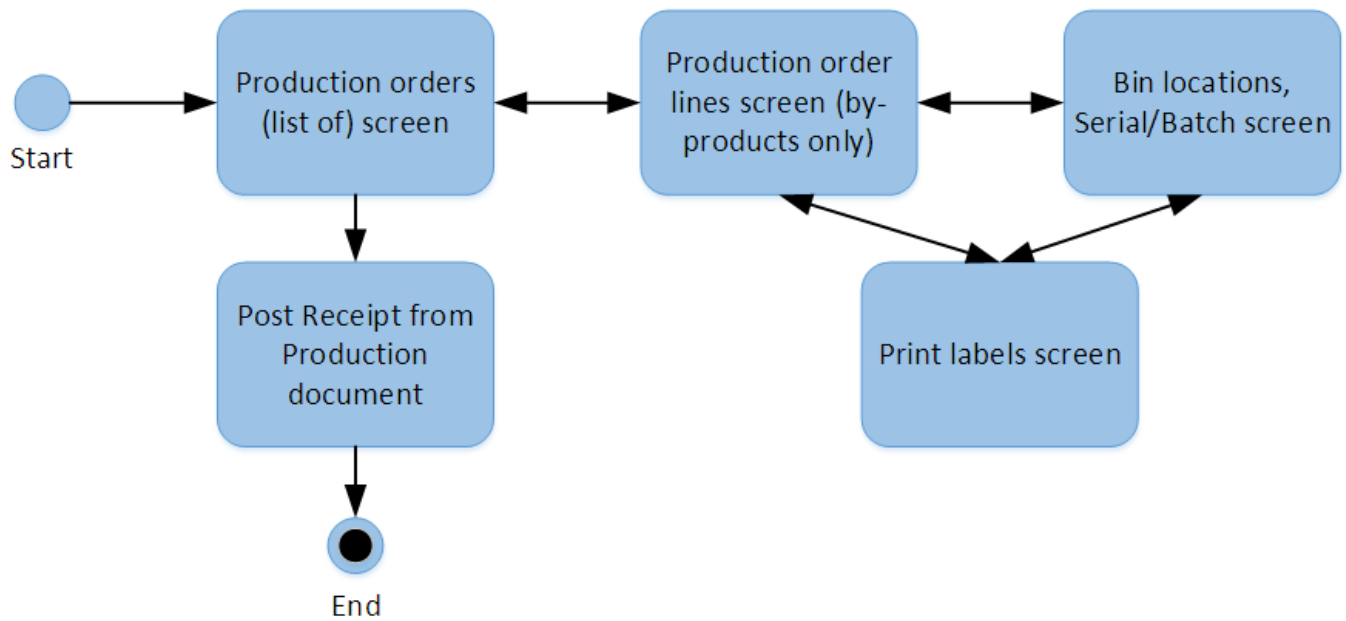 Start
Production orders
(list of) screen
Production order
lines screen (by-
products only)
Bin locations,
Serial/Batch screen
Post Receipt from
Production
document
Print labels screen
End